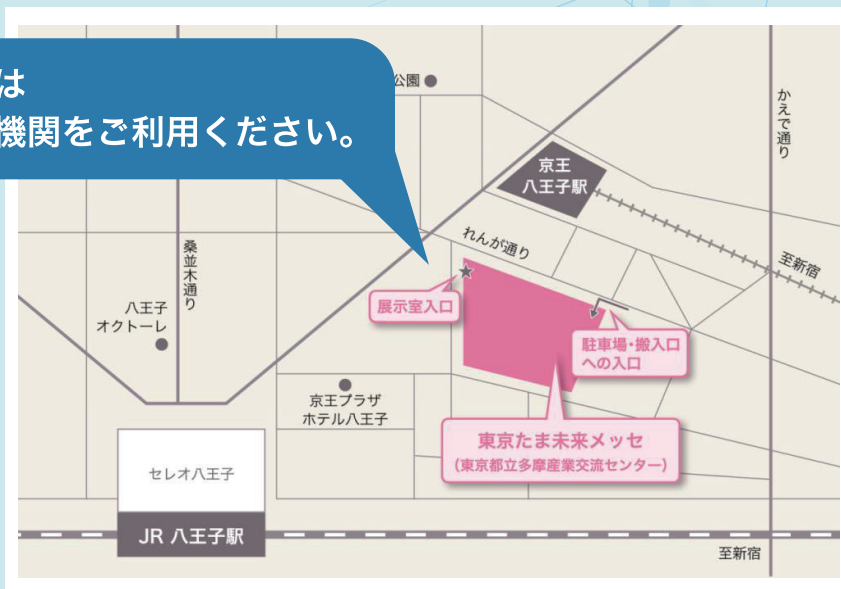 は
機関をご利用ください。
公園
かえで通り
京王
八王子駅
れんが通り
至新宿
桑並木通り
展示室入口
八王子
オクトーレ
駐車場・搬入口
への入口
京王プラザ
ホテル八王子
東京たま未来メッセ
(東京都立多摩産業交流センター)
セレオ八王子
JR 八王子駅
至新宿